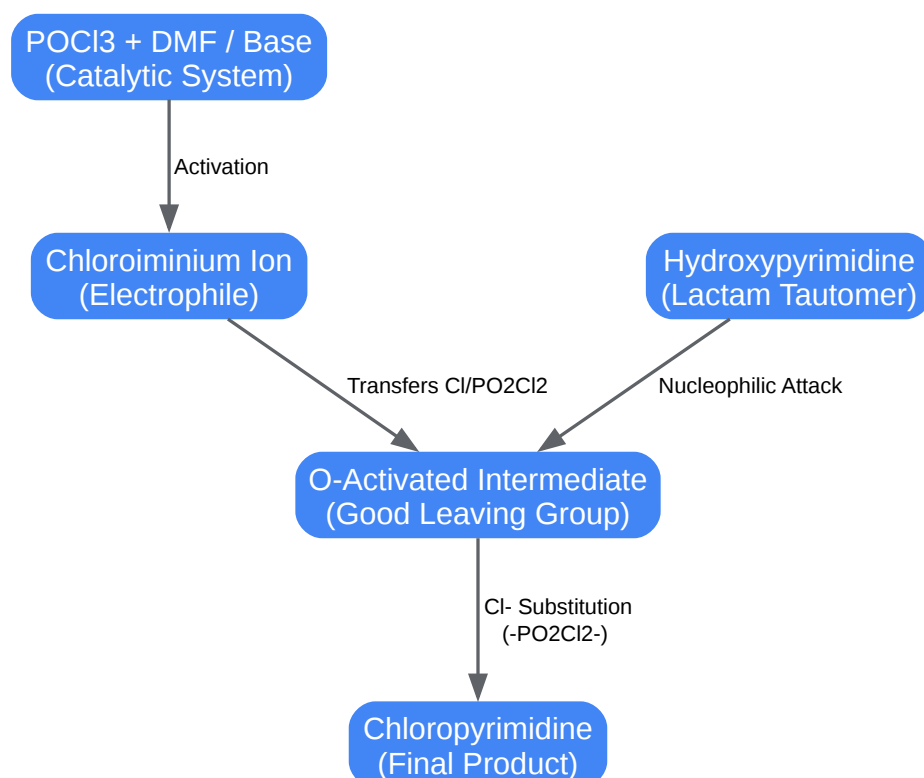 POCl3 + DMF / Base
(Catalytic System)
Activation
Chloroiminium Ion
(Electrophile)
Hydroxypyrimidine
(Lactam Tautomer)
Transfers Cl/PO2Cl2
Nucleophilic Attack
O-Activated Intermediate
(Good Leaving Group)
Cl- Substitution
(-PO2Cl2-)
Chloropyrimidine
(Final Product)